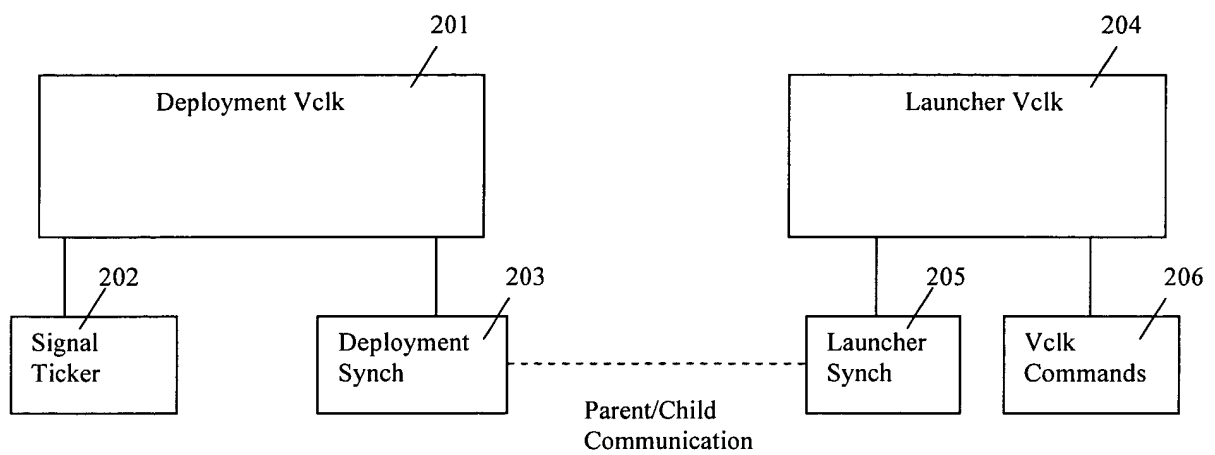 201
204
Deployment Vclk
Launcher Vclk
202
203
205
206
Signal
Ticker
Deployment
Synch
Launcher
Synch
Vclk
Commands
Parent/Child
Communication